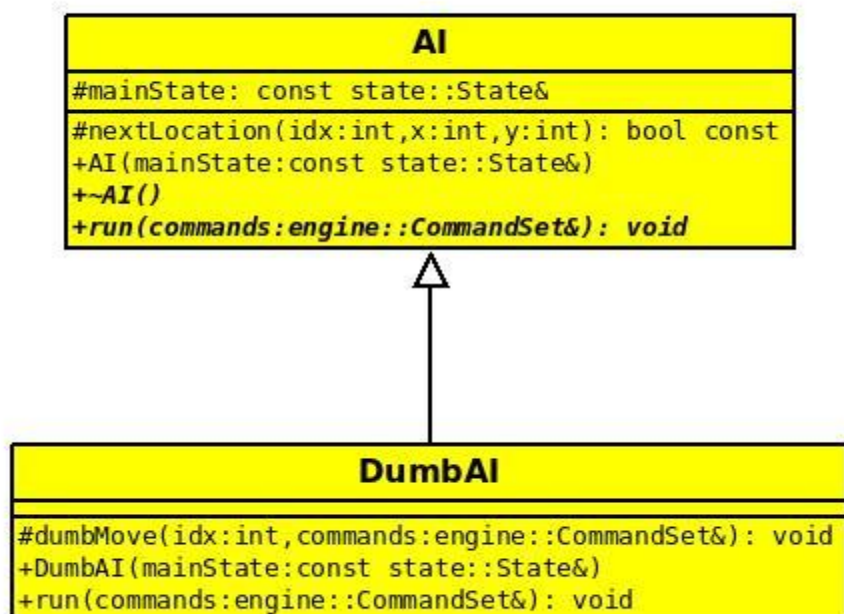 AI
#mainState: const state::State&
#nextLocation(idx:int,x:int,y:int): bool const
+AI(mainState:const state::State&)
+~AI()
+run(commands:engine::CommandSet&): void
DumbAI
#dumbMove(idx:int,commands:engine::CommandSet&): void
+DumbAI(mainState:const state::State&)
+run(commands:engine::CommandSet&): void